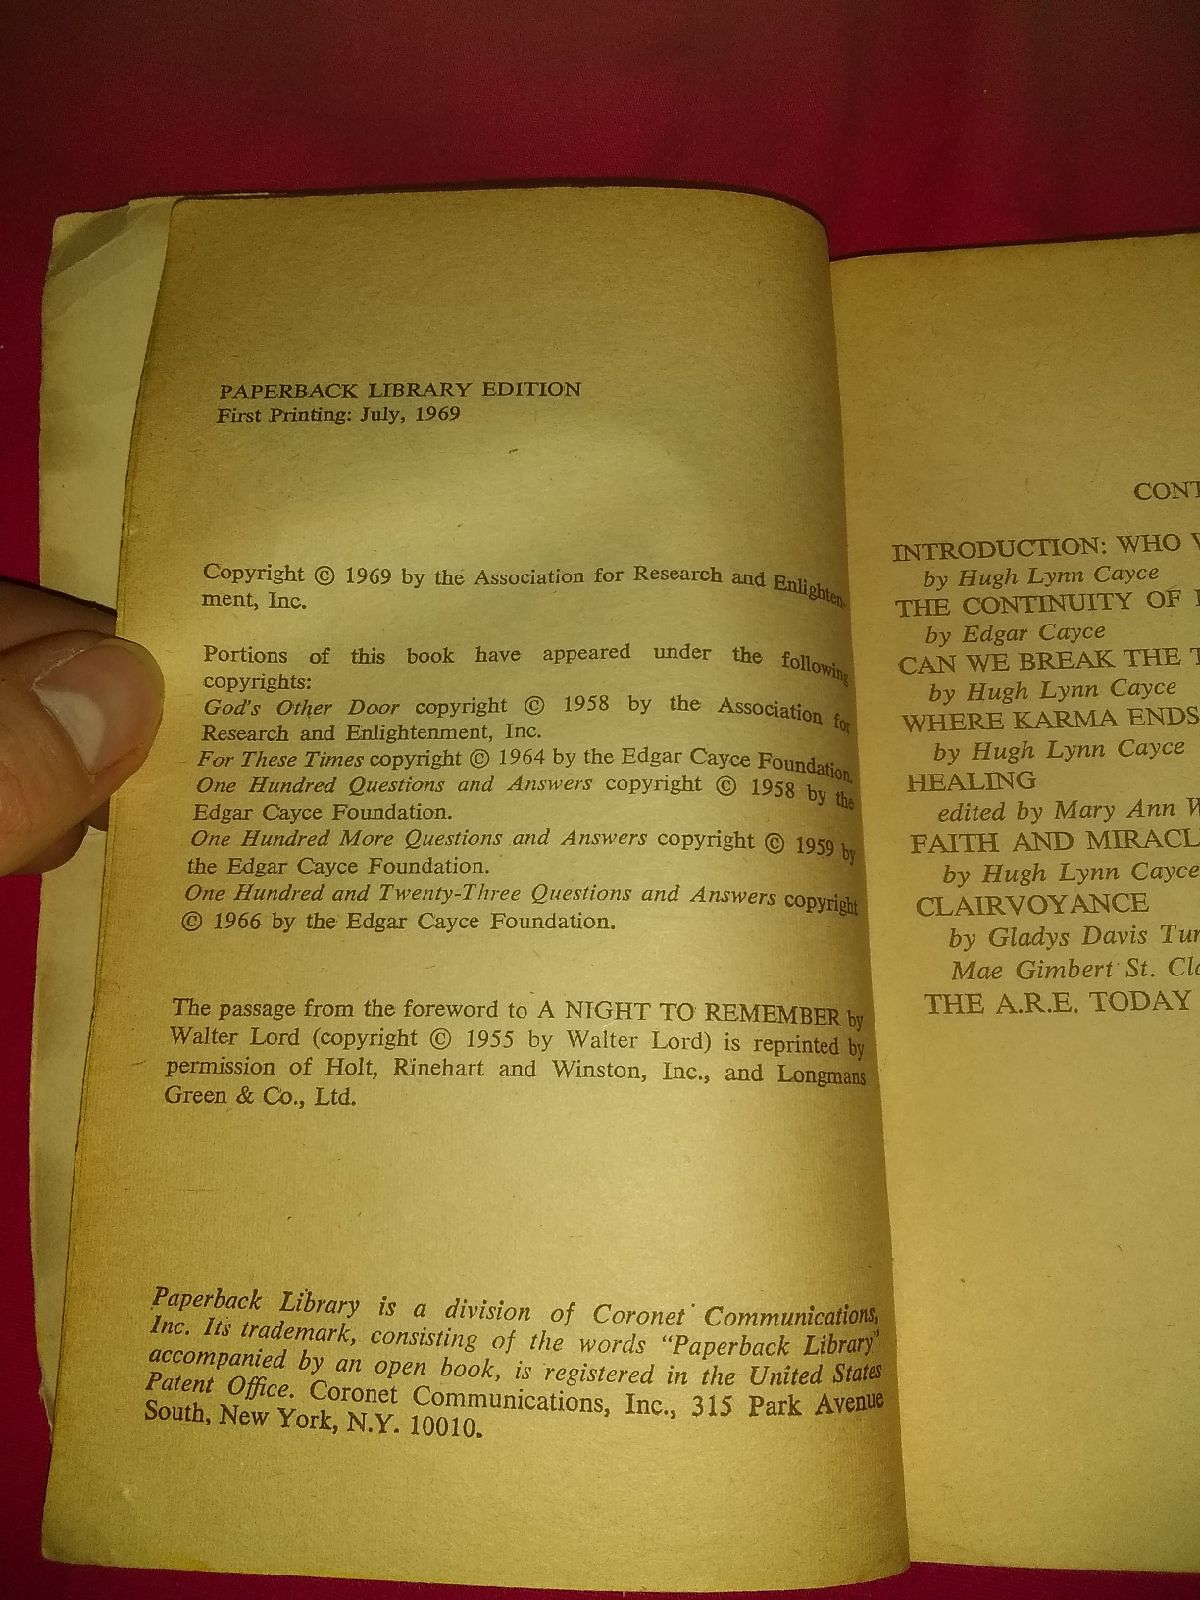 PAPERBACK LIBRARY EDITION
First Printing: July, 1969
Copyright © 1969 by the Association for Research and Enlighten-
ment, Inc.
Portions of this book have appeared under the following
copyrights:
God's Other Door copyright © 1958 by the Association for
Research and Enlightenment, Inc.
For These Times copyright © 1964 by the Edgar Cayce Foundation.
One Hundred Questions and Answers copyright © 1958 by the
Edgar Cayce Foundation.
One Hundred More Questions and Answers copyright © 1959 by
the Edgar Cayce Foundation.
One Hundred and Twenty-Three Questions and Answers copyright
© 1966 by the Edgar Cayce Foundation.
The passage from the foreword to A NIGHT TO REMEMBER by
Walter Lord (copyright © 1955 by Walter Lord) is reprinted by
permission of Holt, Rinehart and Winston, Inc., and Longmans
Green & Co., Ltd.
Paperback Library is a division of Coronet Communications,
Inc. Its trademark, consisting of the words "Paperback Library"
accompanied by an open book, is registered in the United States
Patent Office. Coronet Communications, Inc., 315 Park Avenue
South, New York, N.Y. 10010.
CONT
INTRODUCTION: WHO
by Hugh Lynn Cayce
THE CONTINUITY OF
by Edgar Cayce
CAN WE BREAK THE
by Hugh Lynn Cayce
WHERE KARMA ENDS
by Hugh Lynn Cayce
HEALING
edited by Mary Ann
FAITH AND MIRACL
by Hugh Lynn Cayce
CLAIRVOYANCE
by Gladys Davis Tur
Mae Gimbert St. Cla
THE A.R.E. TODAY